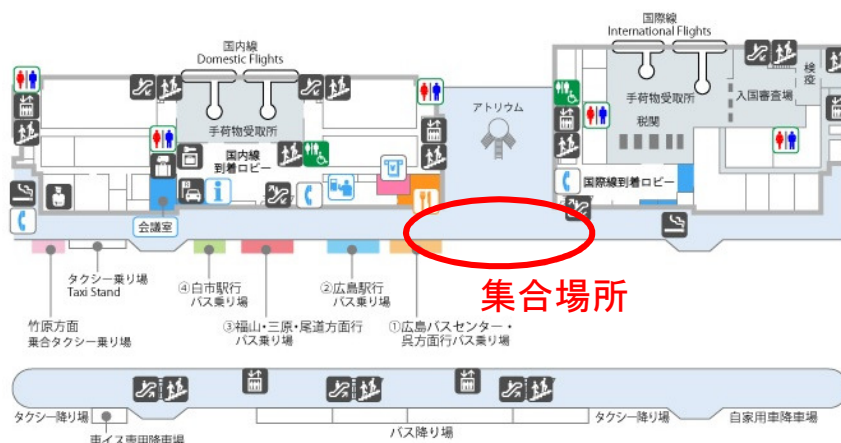 国内線
Domestic Flights
国際線
International Flights
手荷物受取所
アトリウム
手荷物受取所
税関
入国審査場
検疫
国内線
到着ロビー
国際線到着ロビー
会議室
タクシー乗り場
Taxi Stand
④白市駅行
バス乗り場
②広島駅行
バス乗り場
集合場所
竹原方面
乗合タクシー乗り場
③福山・三原・尾道方面行
バス乗り場
①広島バスセンター・
呉方面行バス乗り場
タクシー降り場
車イス専用降車場
バス降り場
タクシー降り場
自家用車降車場